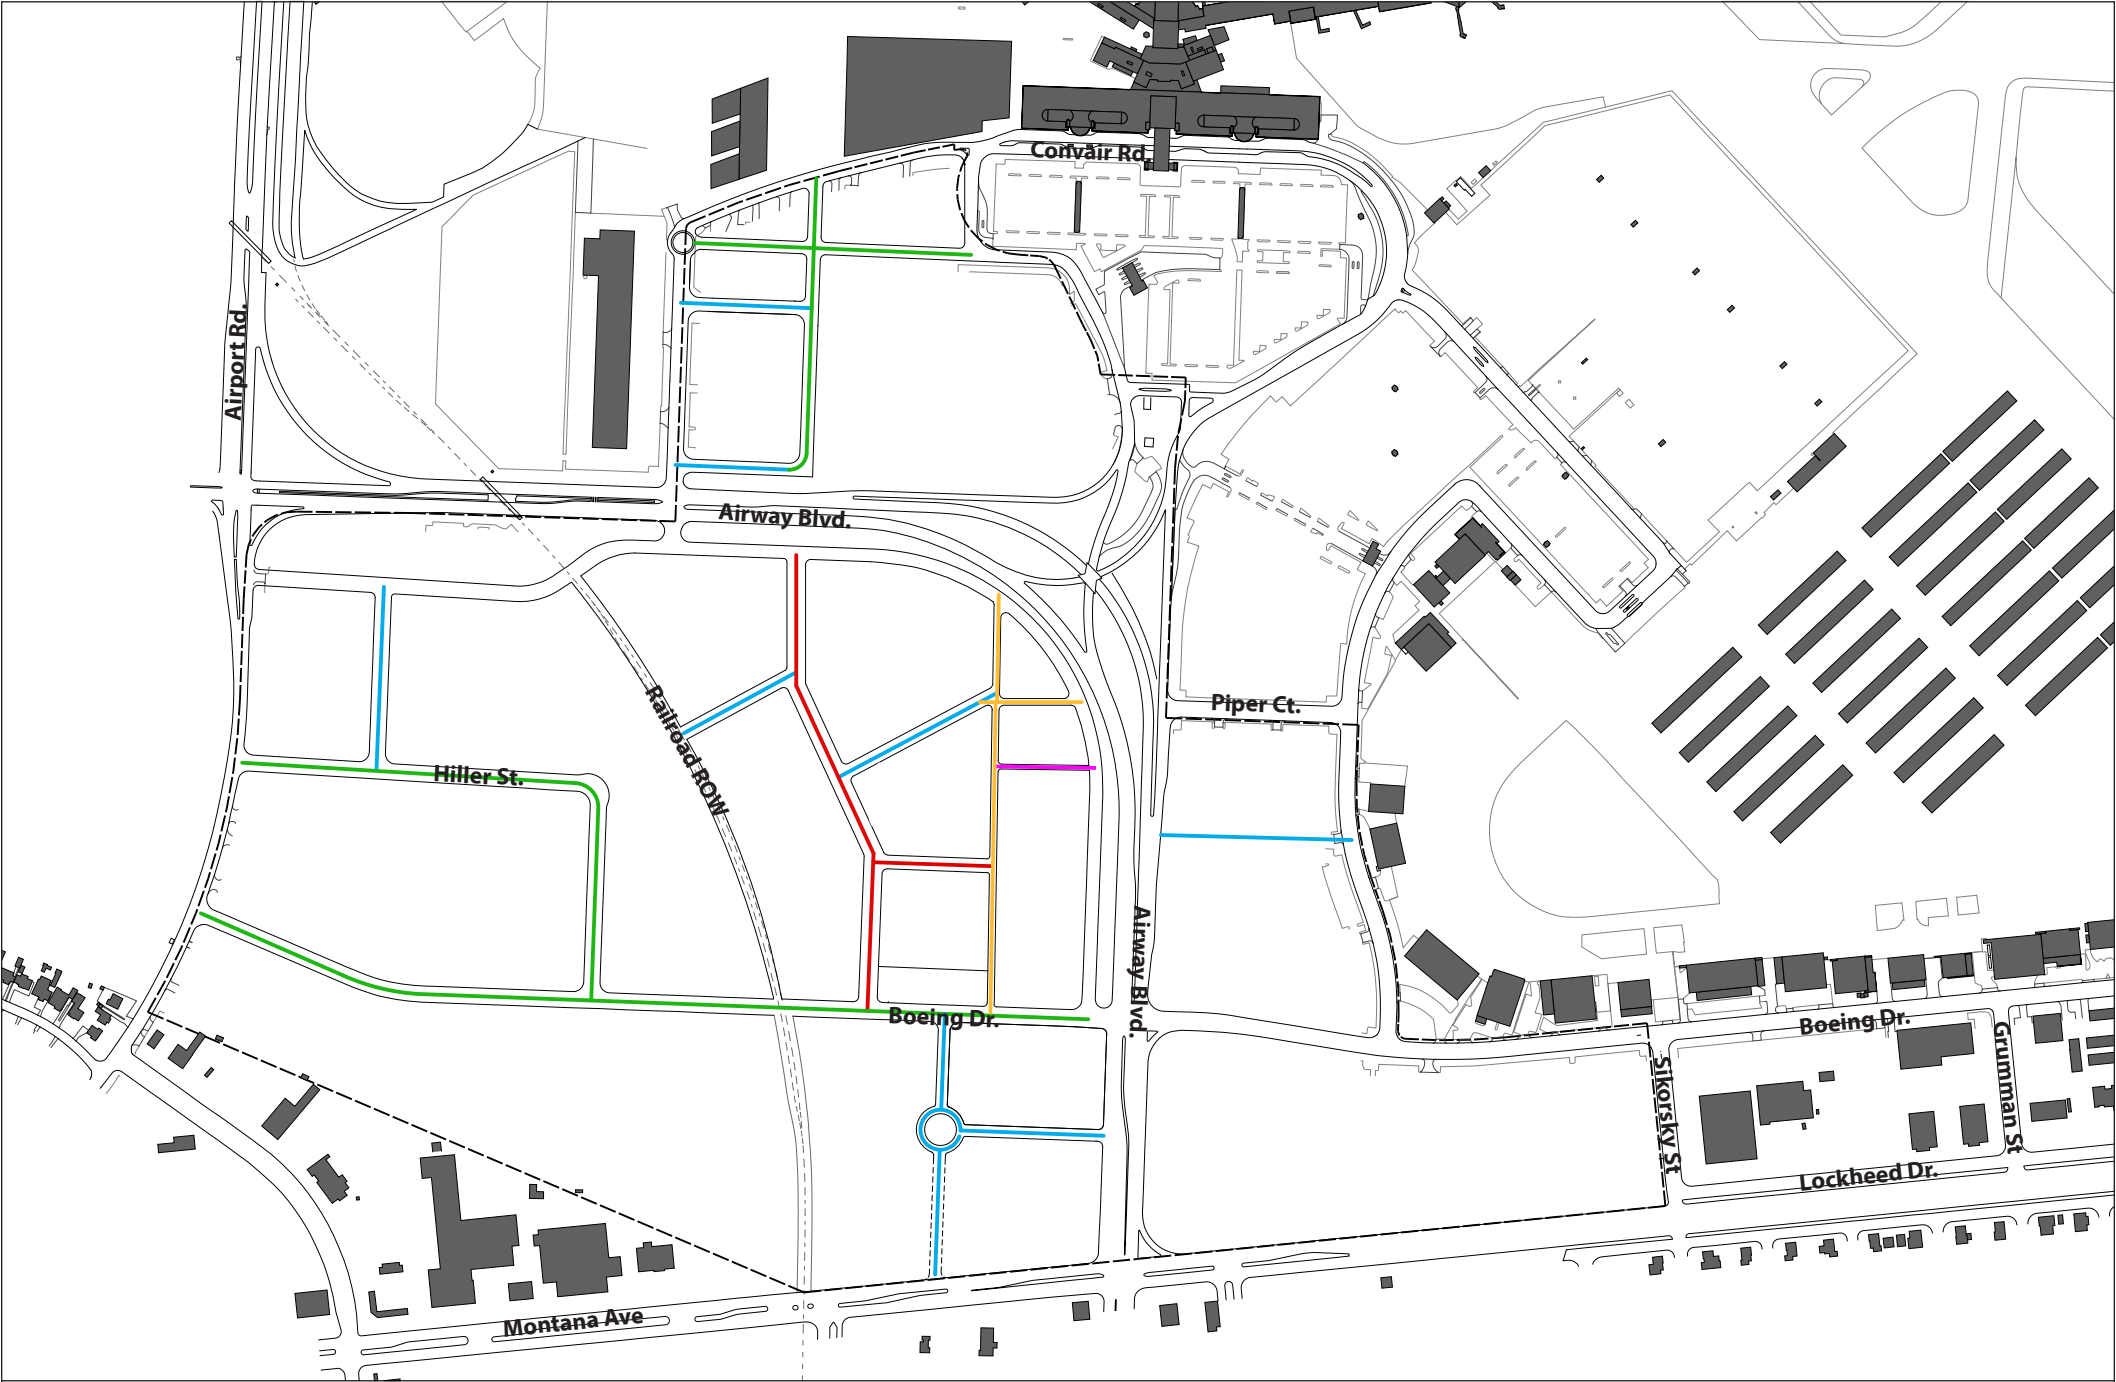 Convair Rd.
Airport Rd.
Airway Blvd.
Piper Ct.
Railroad ROW
Hiller St.
Airway Blvd.
Boeing Dr.
Boeing Dr.
Grumman St
Sikorsky St
Lockheed Dr.
Montana Ave